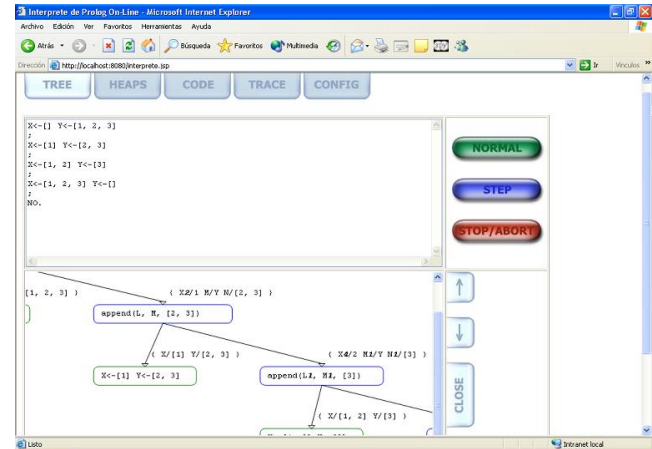 Interprete de Prolog On-Line - Microsoft Internet Explorer
Archivo Edición Ver Favoritos Herramientas Ayuda
Atrás Búsqueda Favoritos Multimedia
Dirección http://localhost:8080/interprete.jsp Ir Vínculos »
TREE HEAPS CODE TRACE CONFIG
X<-[] Y<-[1, 2, 3]
;
X<-[1] Y<-[2, 3]
;
X<-[1, 2] Y<-[3]
;
X<-[1, 2, 3] Y<-[]
;
NO.
NORMAL
STEP
STOP/ABORT
[1, 2, 3] ) ( X2/1 M/Y N/[2, 3] )
append(L, M, [2, 3])
( X/[1] Y/[2, 3] ) ( X4/2 M1/Y N1/[3] )
X<-[1] Y<-[2, 3] append(L1, M1, [3])
( X/[1, 2] Y/[3] )
CLOSE
Listo Intranet local